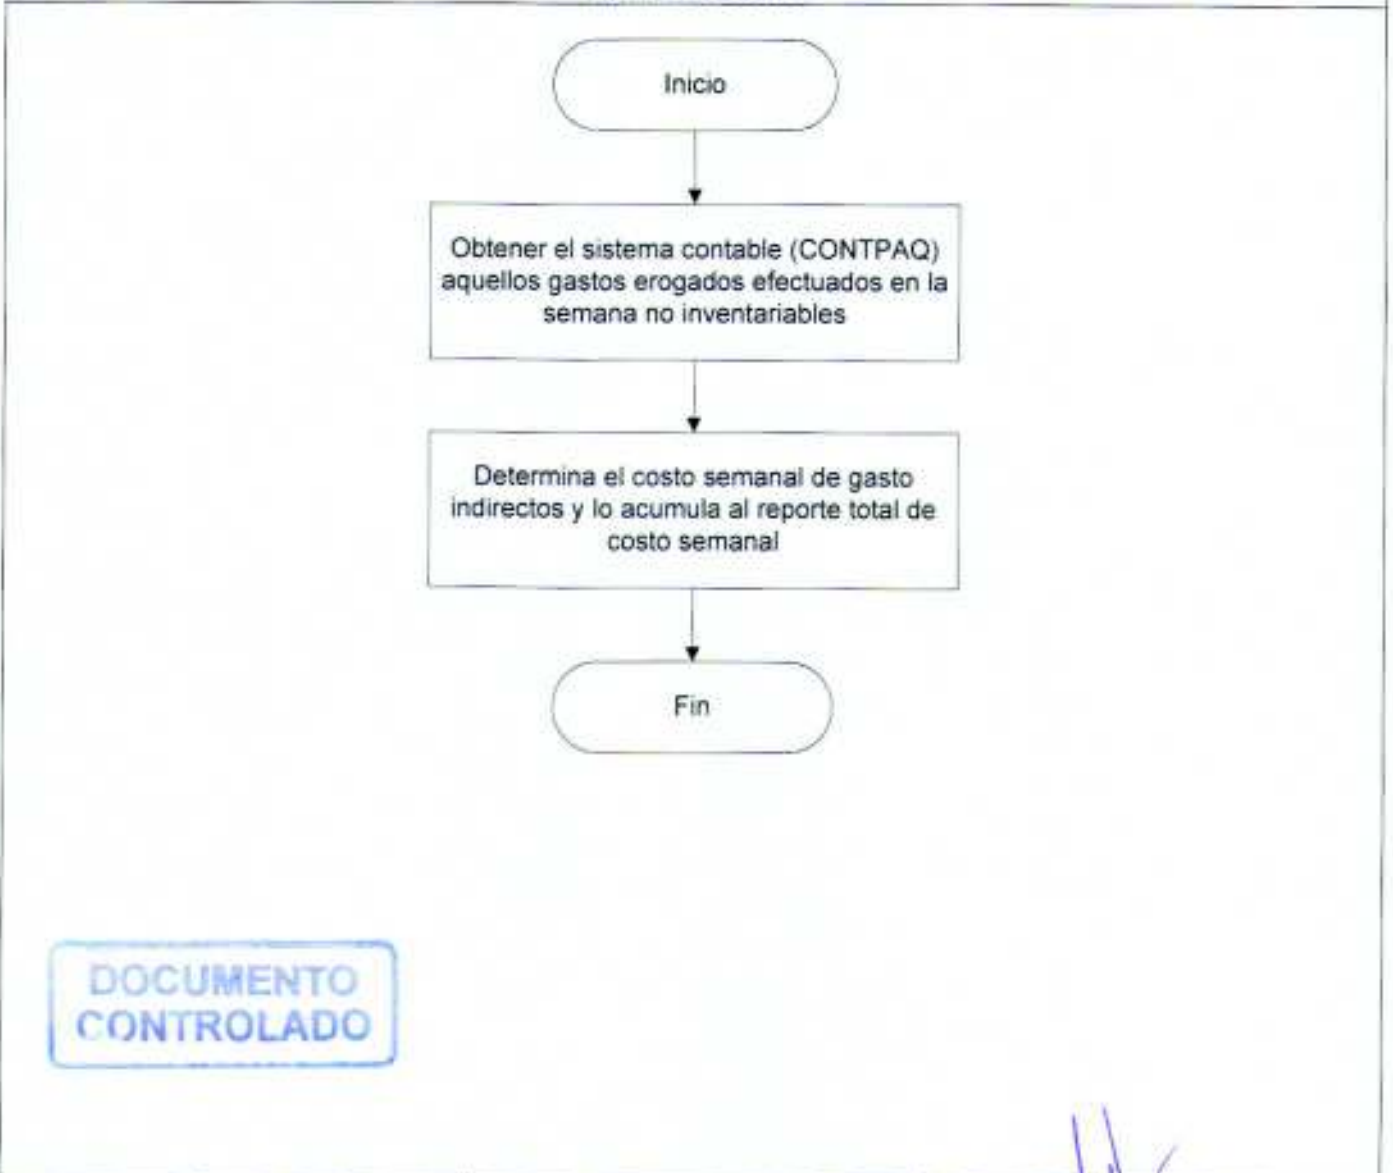 Inicio
Obtener el sistema contable (CONTPAQ)
aquellos gastos erogados efectuados en la
semana no inventariables
Determina el costo semanal de gasto
indirectos y lo acumula al reporte total de
costo semanal
Fin
DOCUMENTO
CONTROLADO